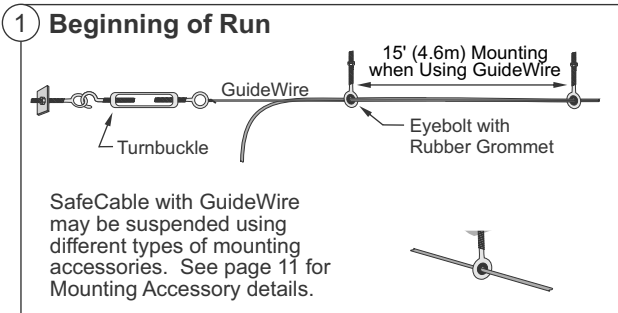 1 Beginning of Run
15' (4.6m) Mounting
when Using GuideWire
GuideWire
Turnbuckle
Eyebolt with
Rubber Grommet
SafeCable with GuideWire
may be suspended using
different types of mounting
accessories.  See page 11 for
Mounting Accessory details.